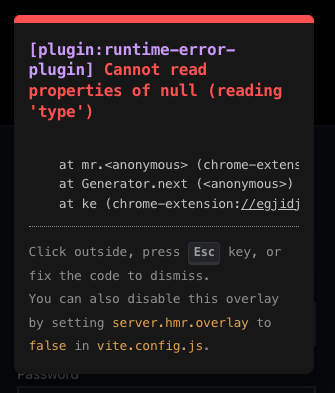 [plugin:runtime-error-
plugin] Cannot read
properties of null (reading
'type')
at mr.<anonymous> (chrome-extens
at Generator.next (<anonymous>)
at ke (chrome-extension://egjidj
Click outside, press Esc key, or
fix the code to dismiss.
You can also disable this overlay
by setting server.hmr.overlay to
false in vite.config.js.
Password